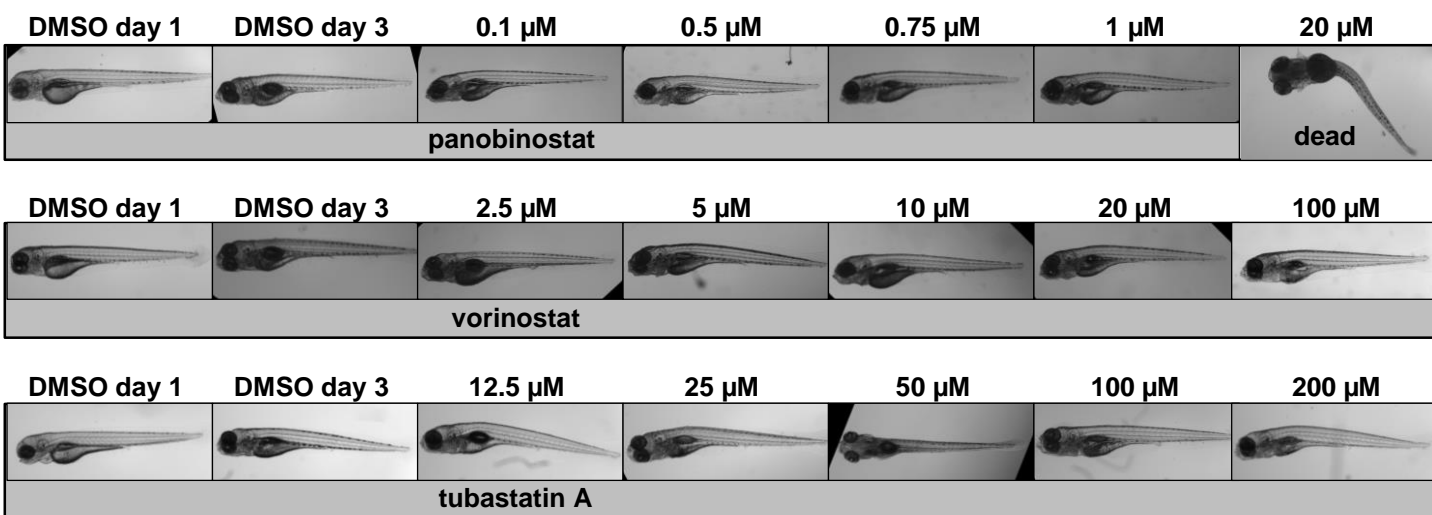 DMSO day 1 DMSO day 3 0.1 µM 0.5 µM 0.75 µM 1 µM 20 µM
panobinostat dead
DMSO day 1 DMSO day 3 2.5 µM 5 µM 10 µM 20 µM 100 µM
vorinostat
DMSO day 1 DMSO day 3 12.5 µM 25 µM 50 µM 100 µM 200 µM
tubastatin A